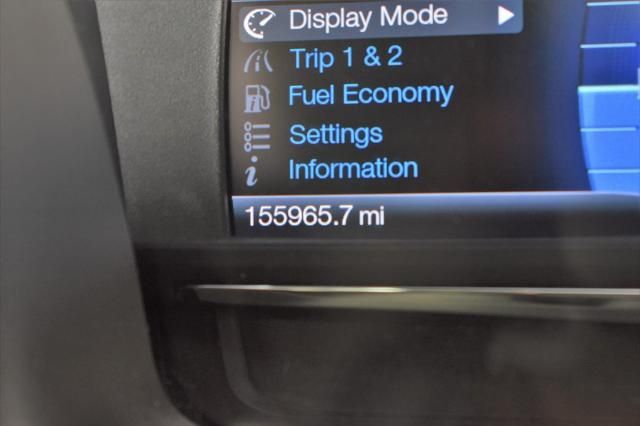 Display Mode
Trip 1 & 2
Fuel Economy
Settings
Information
155965.7 mi